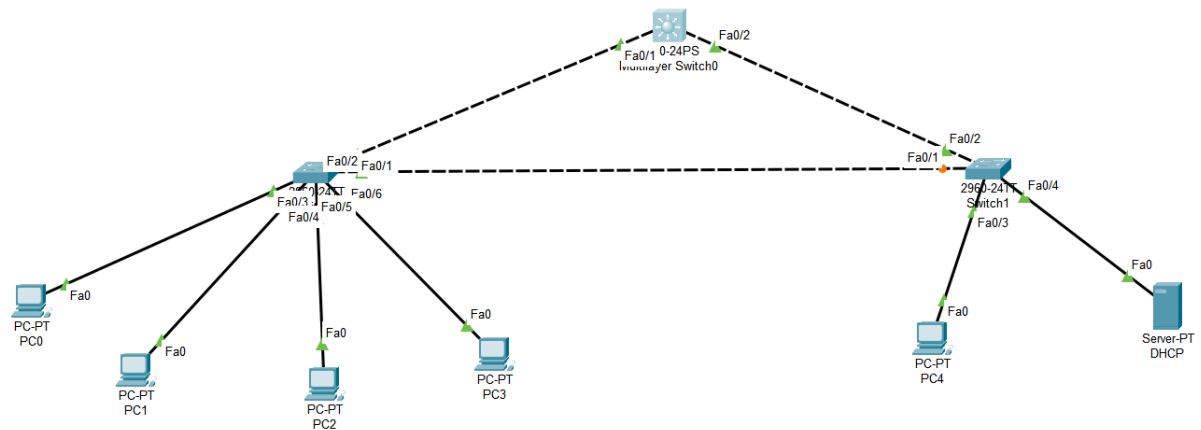 Fa0/2
Fa0/1
0-24PS
Multilayer Switch0
Fa0/2
Fa0/1
Fa0/2
Fa0/1
Fa0/6
Fa0/3
Fa0/5
Fa0/4
2960-24TT
Switch1
Fa0/4
Fa0/3
Fa0
PC-PT
PC0
Fa0
PC-PT
PC1
Fa0
PC-PT
PC2
Fa0
PC-PT
PC3
Fa0
PC-PT
PC4
Fa0
Server-PT
DHCP